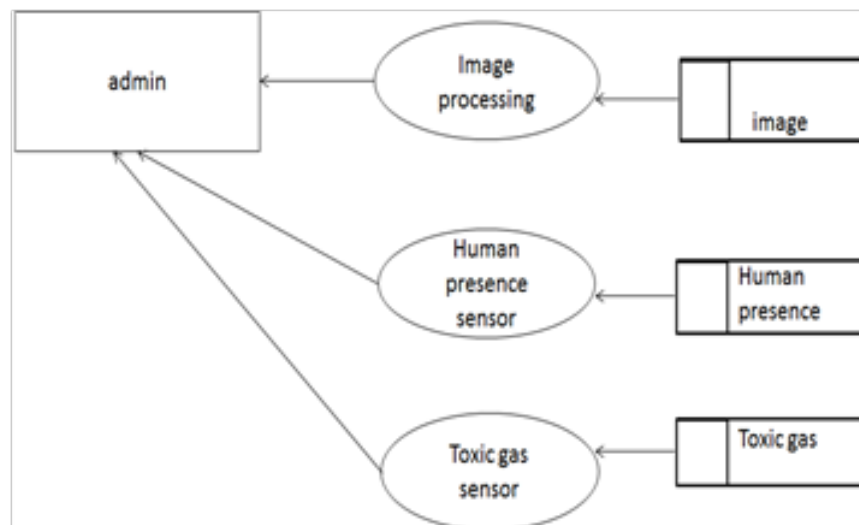 admin
Image
processing
image
Human
presence
sensor
Human
presence
Toxic gas
sensor
Toxic gas